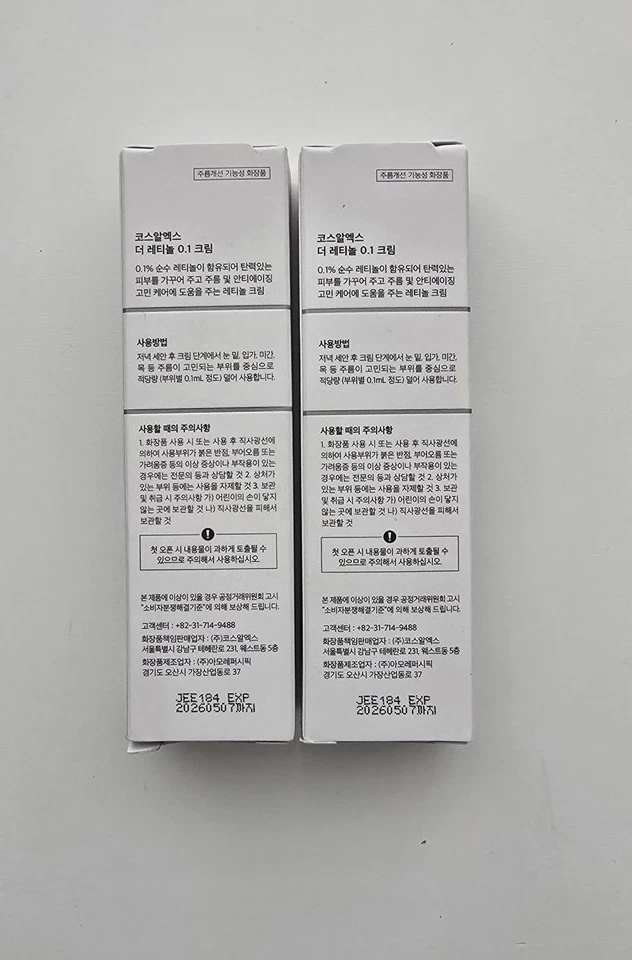 주름개선 기능성 화장품
코스알엑스
더 레티놀 0.1 크림
0.1% 순수 레티놀이 함유되어 탄력있는
피부를 가꾸어 주고 주름 및 안티에이징
고민 케어에 도움을 주는 레티놀 크림
사용방법
저녁 세안 후 크림 단계에서 눈 밑, 입가, 미간,
목 등 주름이 고민되는 부위를 중심으로
적당량 (부위별 0.1mL 정도) 덜어 사용합니다.
사용할 때의 주의사항
1. 화장품 사용 시 또는 사용 후 직사광선에
의하여 사용부위가 붉은 반점, 부어오름 또는
가려움증 등의 이상 증상이나 부작용이 있는
경우에는 전문의 등과 상담할 것 2. 상처가
있는 부위 등에는 사용을 자제할 것 3. 보관
및 취급 시 주의사항 가) 어린이의 손이 닿지
않는 곳에 보관할 것 나) 직사광선을 피해서
보관할 것
첫 오픈 시 내용물이 과하게 토출될 수
있으므로 주의해서 사용하십시오.
본 제품에 이상이 있을 경우 공정거래위원회 고시
"소비자분쟁해결기준"에 의해 보상해 드립니다.
고객센터 : +82-31-714-9488
화장품책임판매업자 : (주)코스알엑스
서울특별시 강남구 테헤란로 231, 웨스트동 5층
화장품제조업자 : (주)아모레퍼시픽
경기도 오산시 가장산업동로 37
JEE184 EXP
20260507까지
주름개선 기능성 화장품
코스알엑스
더 레티놀 0.1 크림
0.1% 순수 레티놀이 함유되어 탄력있는
피부를 가꾸어 주고 주름 및 안티에이징
고민 케어에 도움을 주는 레티놀 크림
사용방법
저녁 세안 후 크림 단계에서 눈 밑, 입가, 미간,
목 등 주름이 고민되는 부위를 중심으로
적당량 (부위별 0.1mL 정도) 덜어 사용합니다.
사용할 때의 주의사항
1. 화장품 사용 시 또는 사용 후 직사광선에
의하여 사용부위가 붉은 반점, 부어오름 또는
가려움증 등의 이상 증상이나 부작용이 있는
경우에는 전문의 등과 상담할 것 2. 상처가
있는 부위 등에는 사용을 자제할 것 3. 보관
및 취급 시 주의사항 가) 어린이의 손이 닿지
않는 곳에 보관할 것 나) 직사광선을 피해서
보관할 것
첫 오픈 시 내용물이 과하게 토출될 수
있으므로 주의해서 사용하십시오.
본 제품에 이상이 있을 경우 공정거래위원회 고시
"소비자분쟁해결기준"에 의해 보상해 드립니다.
고객센터 : +82-31-714-9488
화장품책임판매업자 : (주)코스알엑스
서울특별시 강남구 테헤란로 231, 웨스트동 5층
화장품제조업자 : (주)아모레퍼시픽
경기도 오산시 가장산업동로 37
JEE184 EXP
20260507까지